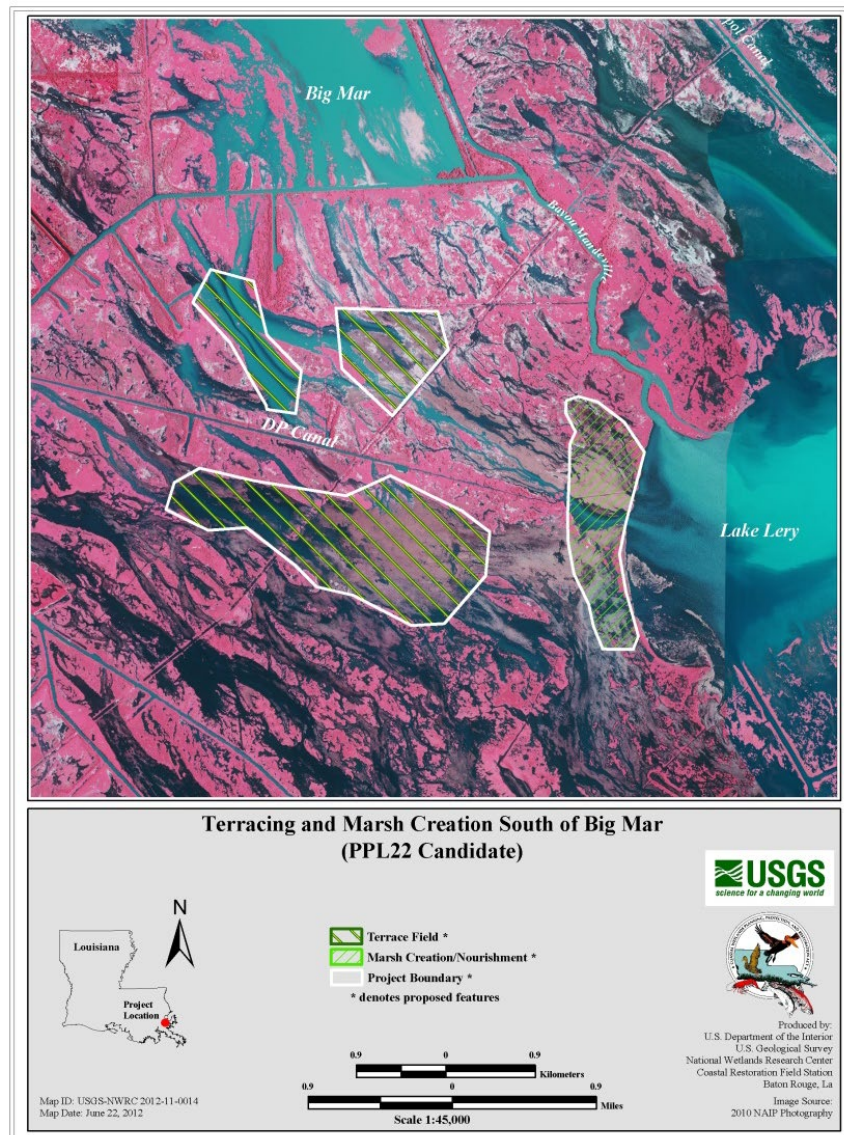 pol Canal
Big Mar
Bayou Mandeville
DP Canal
Lake Lery
Terracing and Marsh Creation South of Big Mar
(PPL22 Candidate)
USGS
science for a changing world
N
Louisiana
Project
Location
Terrace Field *
Marsh Creation/Nourishment *
Project Boundary *
* denotes proposed features
0.9 0 0.9
Kilometers
0.9 0 0.9
Miles
Scale 1:45,000
Map ID: USGS-NWRC 2012-11-0014
Map Date: June 22, 2012
Produced by:
U.S. Department of the Interior
U.S. Geological Survey
National Wetlands Research Center
Coastal Restoration Field Station
Baton Rouge, La
Image Source:
2010 NAIP Photography